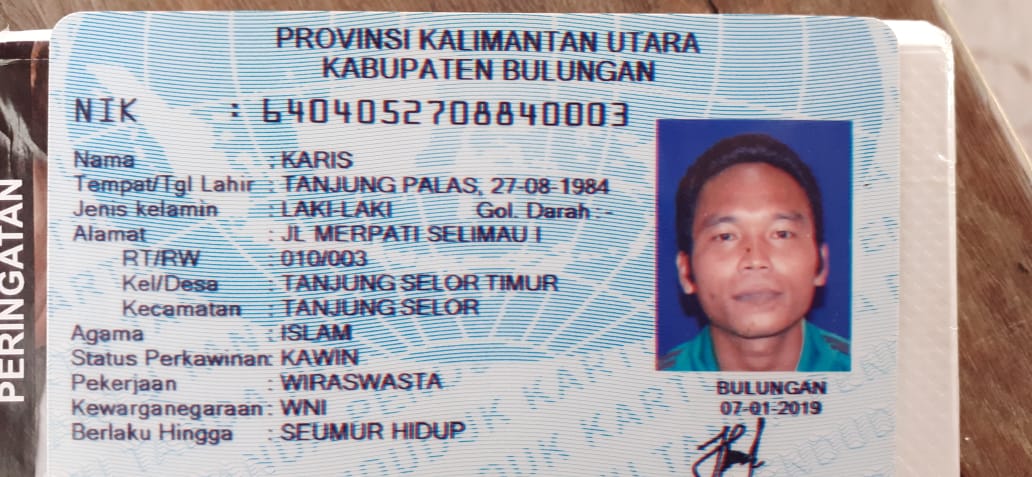 PROVINSI KALIMANTAN UTARA
KABUPATEN BULUNGAN
NIK : 6404052708840003
Nama : KARIS
Tempat/Tgl Lahir : TANJUNG PALAS, 27-08-1984
Jenis kelamin : LAKI-LAKI Gol. Darah : -
Alamat : JL MERPATI SELIMAU I
RT/RW : 010/003
Kel/Desa : TANJUNG SELOR TIMUR
Kecamatan : TANJUNG SELOR
Agama : ISLAM
Status Perkawinan: KAWIN
Pekerjaan : WIRASWASTA
Kewarganegaraan : WNI
Berlaku Hingga : SEUMUR HIDUP
BULUNGAN
07-01-2019
PERINGATAN